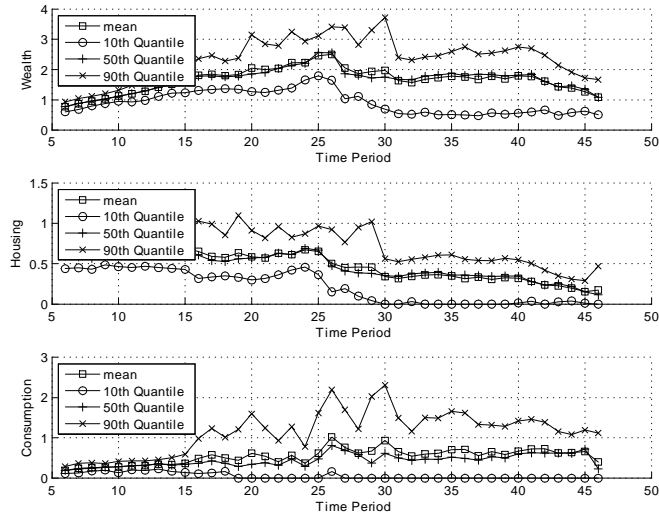 4
3
2
1
0
Wealth
mean
10th Quantile
50th Quantile
90th Quantile
5 10 15 20 25 30 35 40 45 50
Time Period
1.5
1
0.5
0
Housing
mean
10th Quantile
50th Quantile
90th Quantile
5 10 15 20 25 30 35 40 45 50
Time Period
3
2
1
0
Consumption
mean
10th Quantile
50th Quantile
90th Quantile
5 10 15 20 25 30 35 40 45 50
Time Period